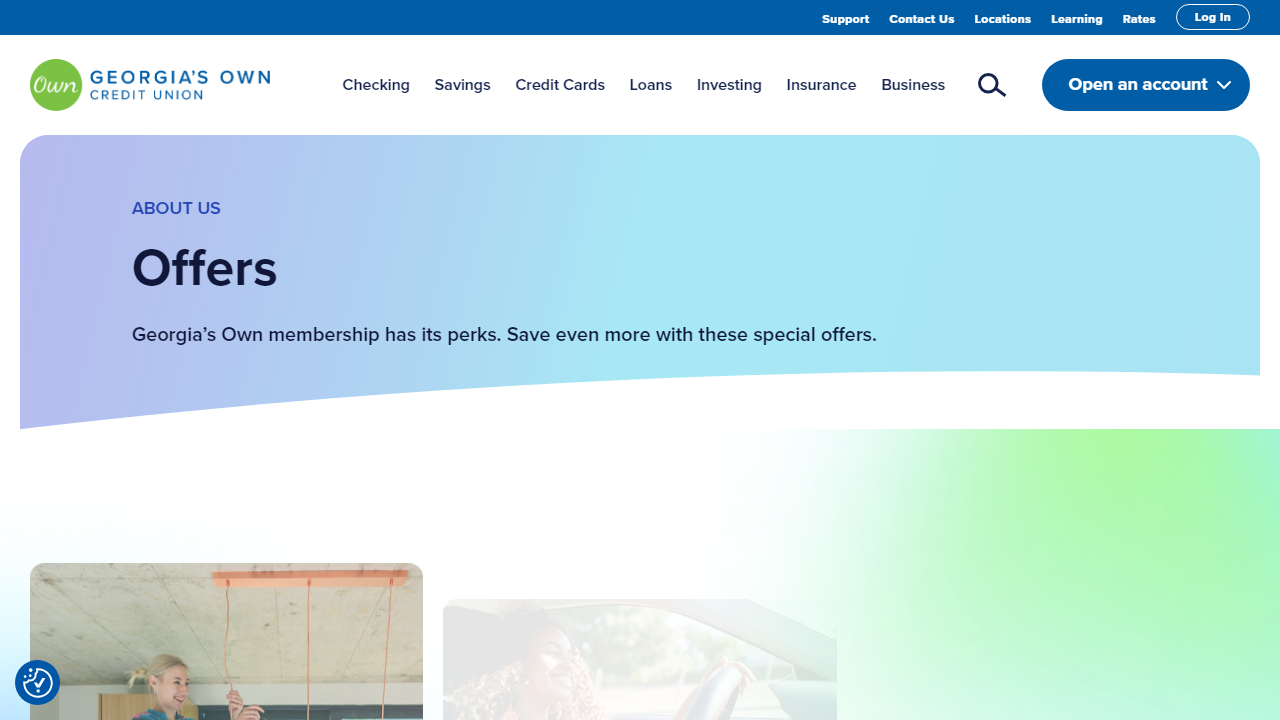 Support Contact Us Locations Learning Rates Log In
Own GEORGIA'S OWN
CREDIT UNION
Checking Savings Credit Cards Loans Investing Insurance Business Open an account
ABOUT US
Offers
Georgia’s Own membership has its perks. Save even more with these special offers.